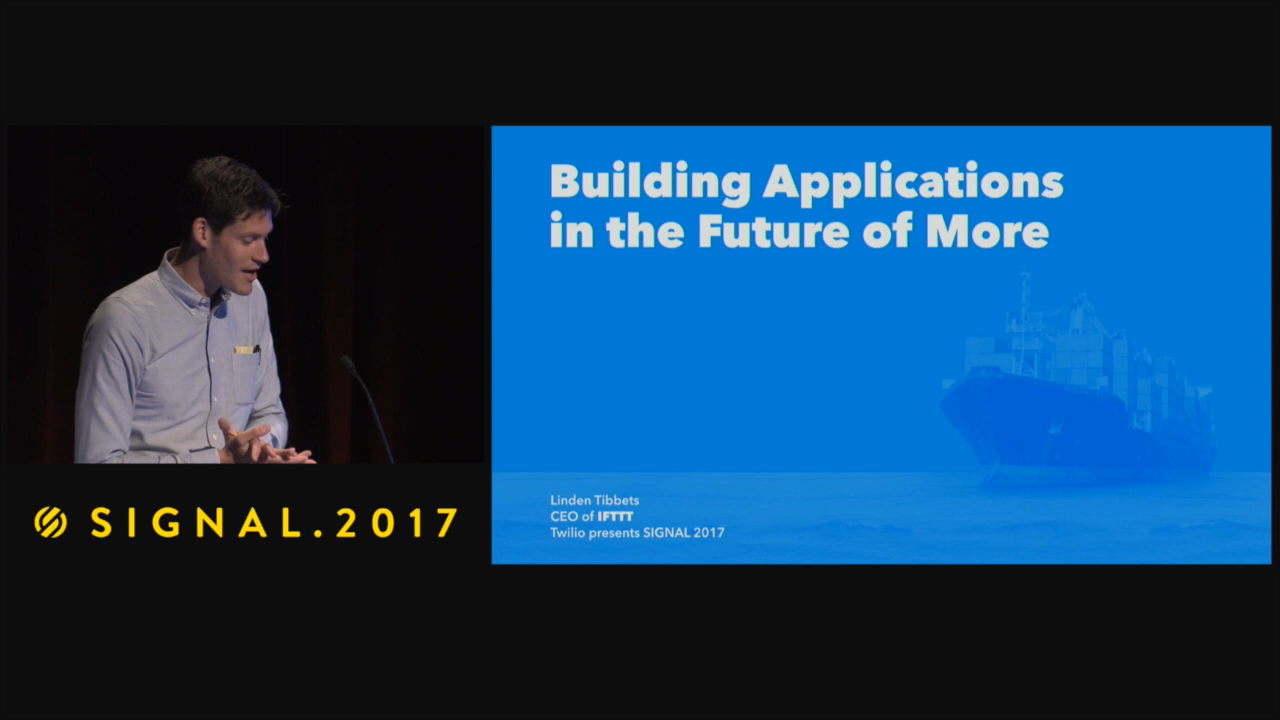 Building Applications
in the Future of More
Linden Tibbets
CEO of IFTTT
Twilio presents SIGNAL 2017
SIGNAL.2017